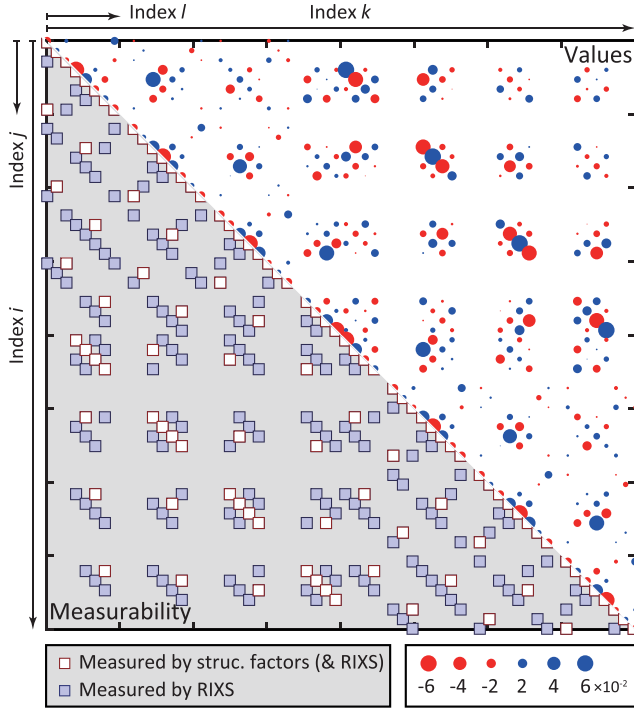 Index l
Index k
Values
Index j
Index i
Measurability
Measured by struc. factors (& RIXS)
Measured by RIXS
-6 -4 -2 2 4 6 ×10-2